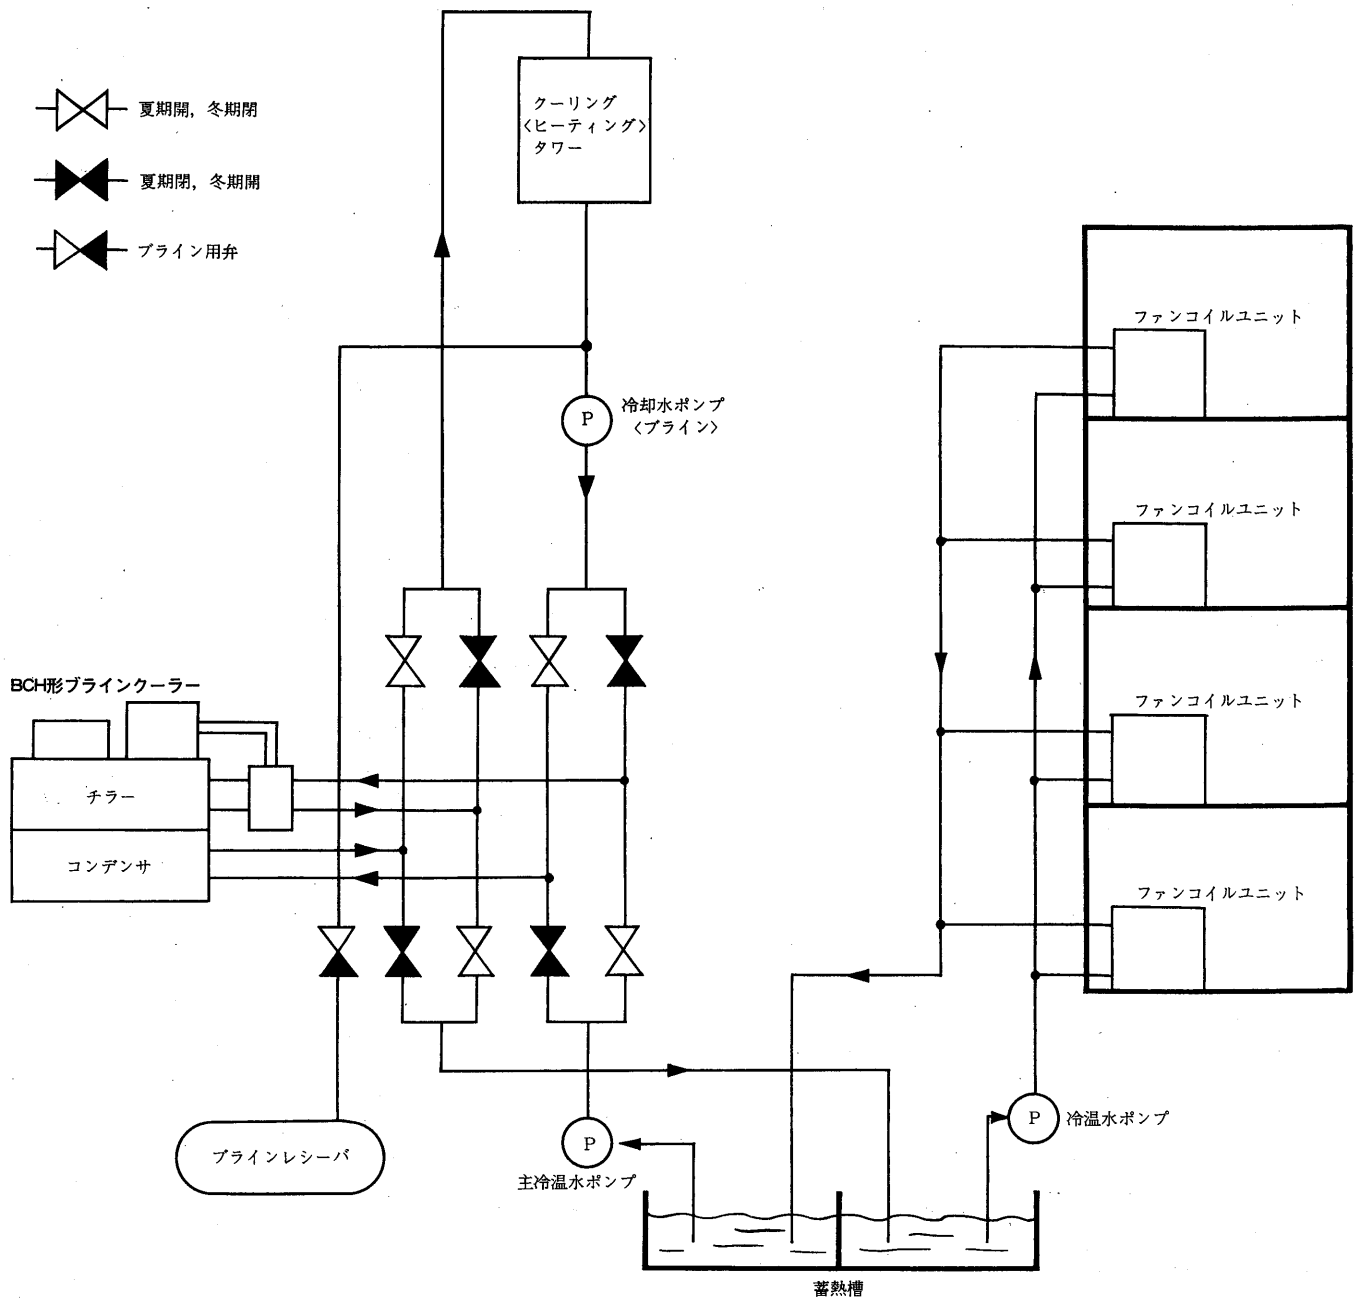 クーリング
〈ヒーティング〉
タワー
夏期開，冬期閉
夏期閉，冬期開
ブライン用弁
ファンコイルユニット
冷却水ポンプ
〈ブライン〉
P
ファンコイルユニット
BCH形ブラインクーラー
ファンコイルユニット
チラー
コンデンサ
ファンコイルユニット
P
冷温水ポンプ
P
ブラインレシーバ
主冷温水ポンプ
蓄熱槽